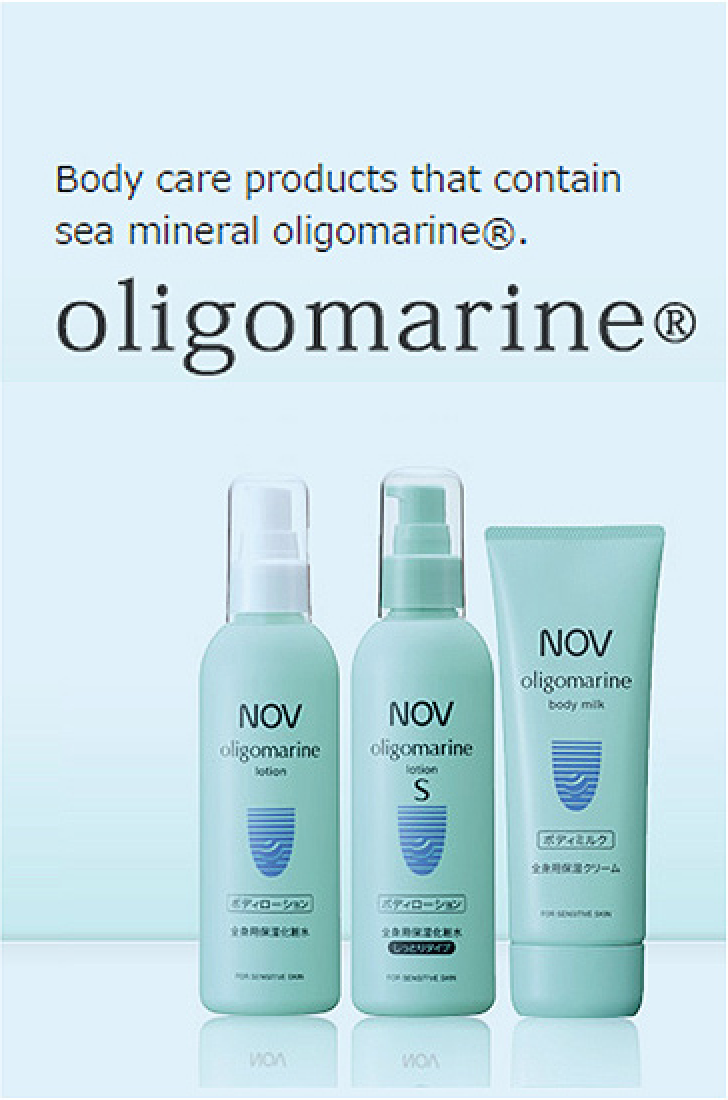 Body care products that contain
sea mineral oligomarine®.
oligomarine®
NOV
oligomarine
lotion
ボディローション
全身用保湿化粧水
FOR SENSITIVE SKIN
NOV
oligomarine
lotion
S
ボディローション
全身用保湿化粧水
しっとりタイプ
FOR SENSITIVE SKIN
NOV
oligomarine
body milk
ボディミルク
全身用保湿クリーム
FOR SENSITIVE SKIN